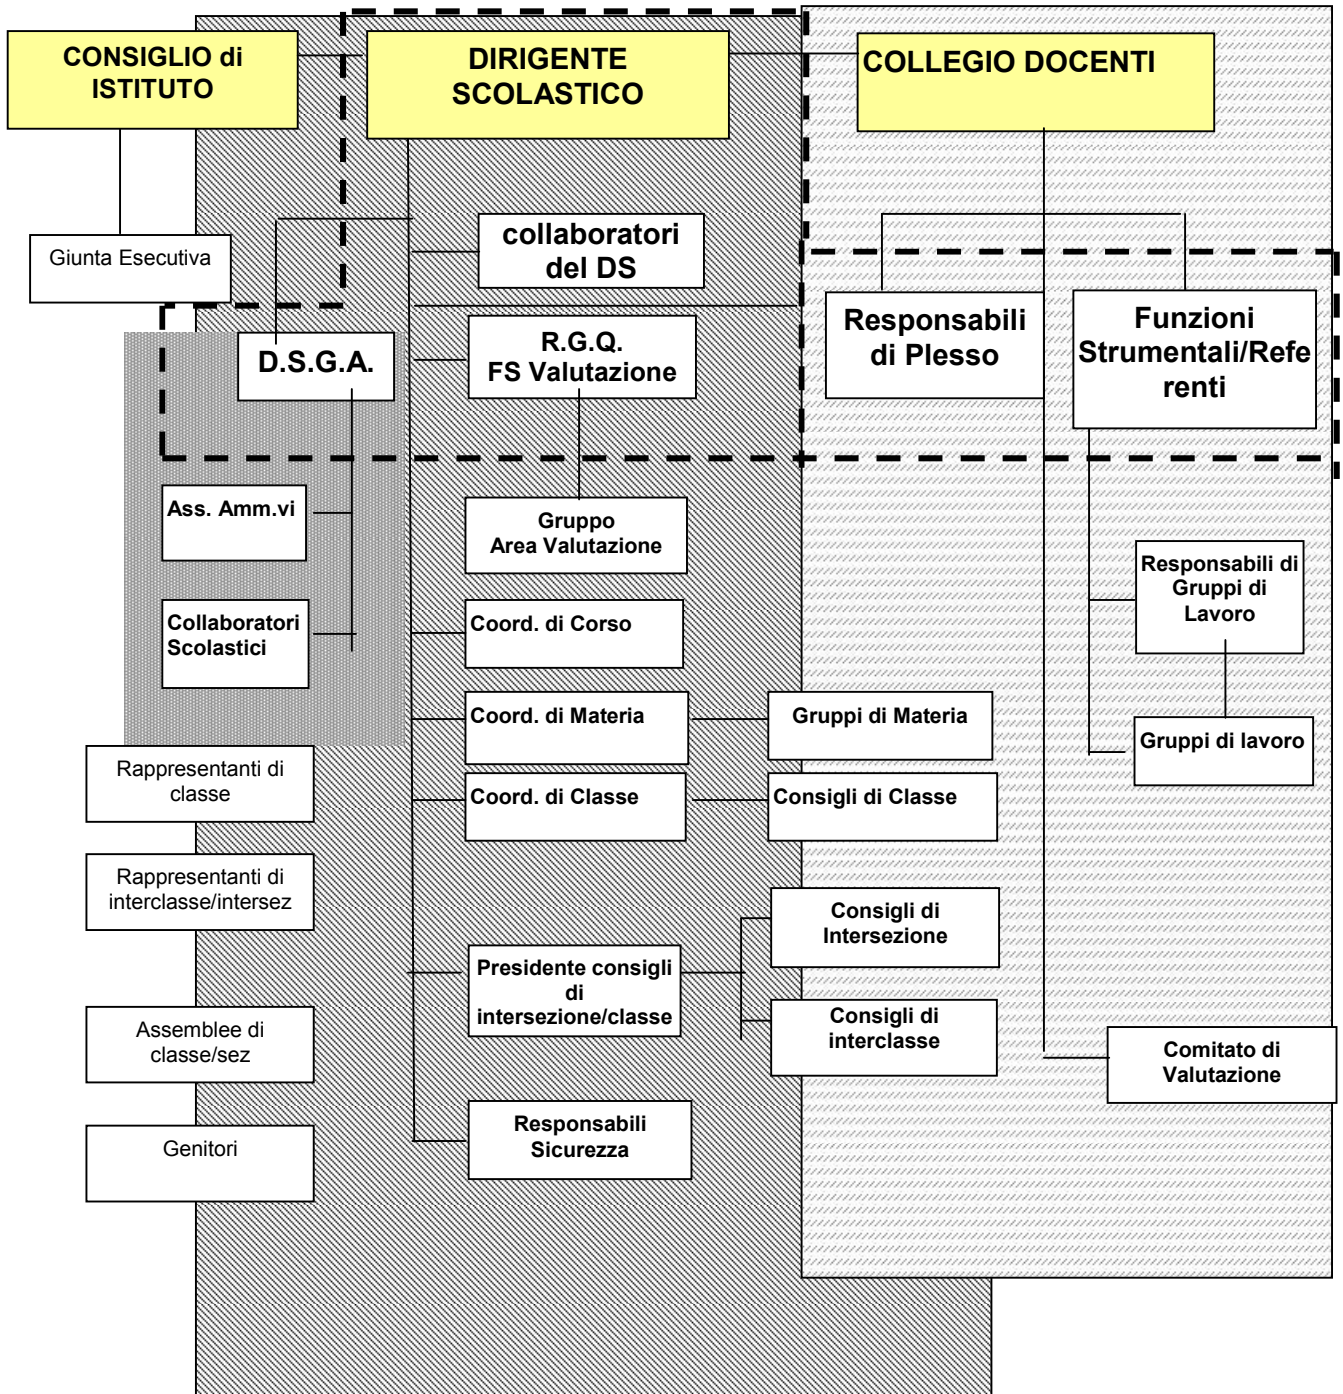 CONSIGLIO di
ISTITUTO
DIRIGENTE
SCOLASTICO
COLLEGIO DOCENTI
Giunta Esecutiva
collaboratori
del DS
Responsabili
di Plesso
Funzioni
Strumentali/Refe
renti
D.S.G.A.
R.G.Q.
FS Valutazione
Ass. Amm.vi
Gruppo
Area Valutazione
Responsabili di
Gruppi di
Lavoro
Collaboratori
Scolastici
Coord. di Corso
Coord. di Materia
Gruppi di Materia
Gruppi di lavoro
Rappresentanti di
classe
Coord. di Classe
Consigli di Classe
Rappresentanti di
interclasse/intersez
Consigli di
Intersezione
Presidente consigli
di
intersezione/classe
Consigli di
interclasse
Assemblee di
classe/sez
Comitato di
Valutazione
Responsabili
Sicurezza
Genitori